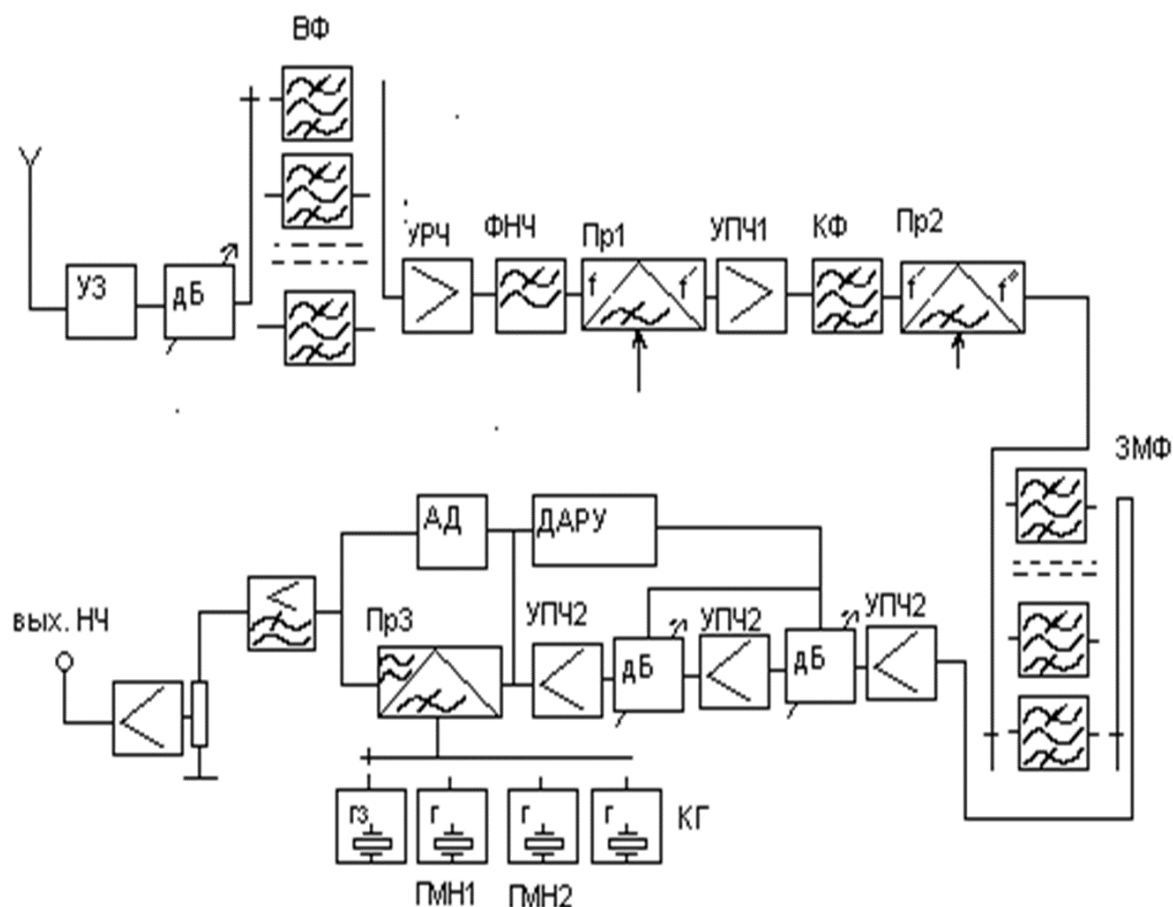 ВФ
УЗ
дБ
УРЧ
ФНЧ
Пр1
f f′
УПЧ1
КФ
Пр2
f′ f″
ЗМФ
АД
ДАРУ
Пр3
УПЧ2
дБ
УПЧ2
дБ
УПЧ2
вых. НЧ
гз
г
г
г
КГ
ГМН1
ГМН2